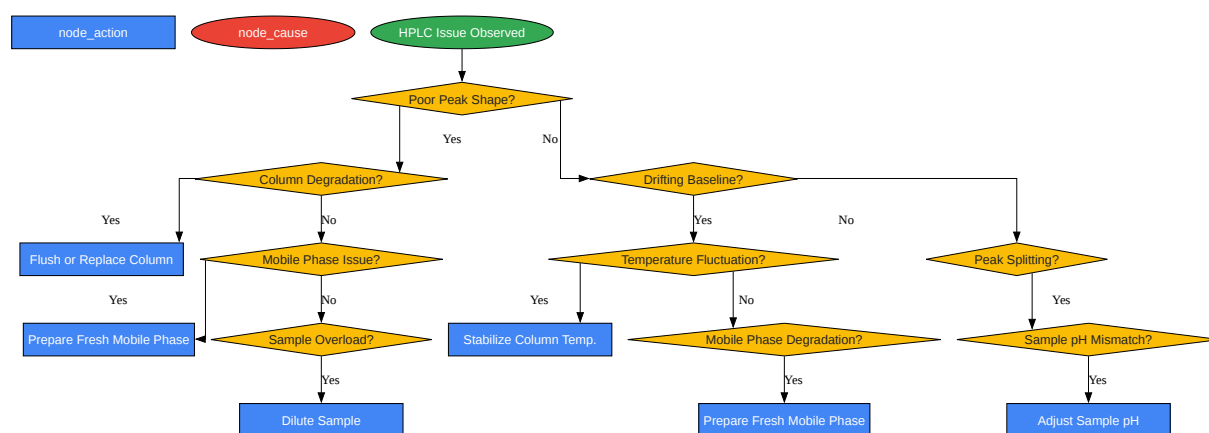 node_action
node_cause
HPLC Issue Observed
Poor Peak Shape?
Yes
No
Column Degradation?
Drifting Baseline?
Yes
No
Yes
No
Flush or Replace Column
Mobile Phase Issue?
Temperature Fluctuation?
Peak Splitting?
Yes
No
Yes
No
Yes
Prepare Fresh Mobile Phase
Sample Overload?
Stabilize Column Temp.
Mobile Phase Degradation?
Sample pH Mismatch?
Yes
Yes
Yes
Dilute Sample
Prepare Fresh Mobile Phase
Adjust Sample pH